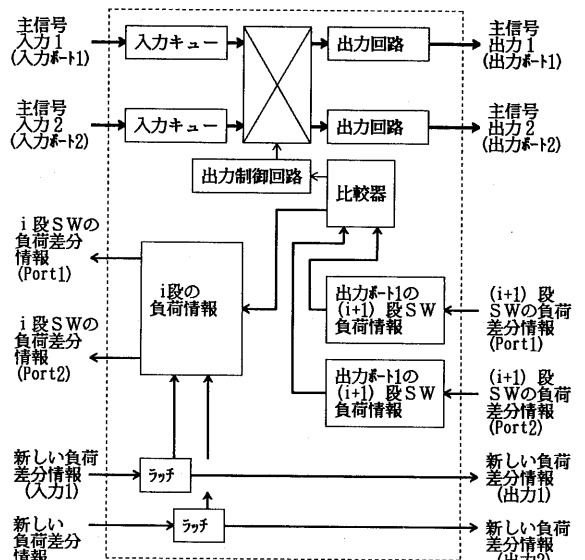 主信号
入力1
(入力ﾎﾟｰﾄ1)
入力キュー
出力回路
主信号
出力1
(出力ﾎﾟｰﾄ1)
主信号
入力2
(入力ﾎﾟｰﾄ2)
入力キュー
出力回路
主信号
出力2
(出力ﾎﾟｰﾄ2)
出力制御回路
比較器
i段SWの
負荷差分
情報
(Port1)
i段の
負荷情報
出力ﾎﾟｰﾄ1の
(i+1)段SW
負荷情報
(i+1)段
SWの負荷
差分情報
(Port1)
i段SWの
負荷差分
情報
(Port2)
出力ﾎﾟｰﾄ1の
(i+1)段SW
負荷情報
(i+1)段
SWの負荷
差分情報
(Port2)
新しい負荷
差分情報
(入力1)
ﾗｯﾁ
新しい負荷
差分情報
(出力1)
新しい
負荷差分
情報
ﾗｯﾁ
新しい負荷
差分情報
(出力2)